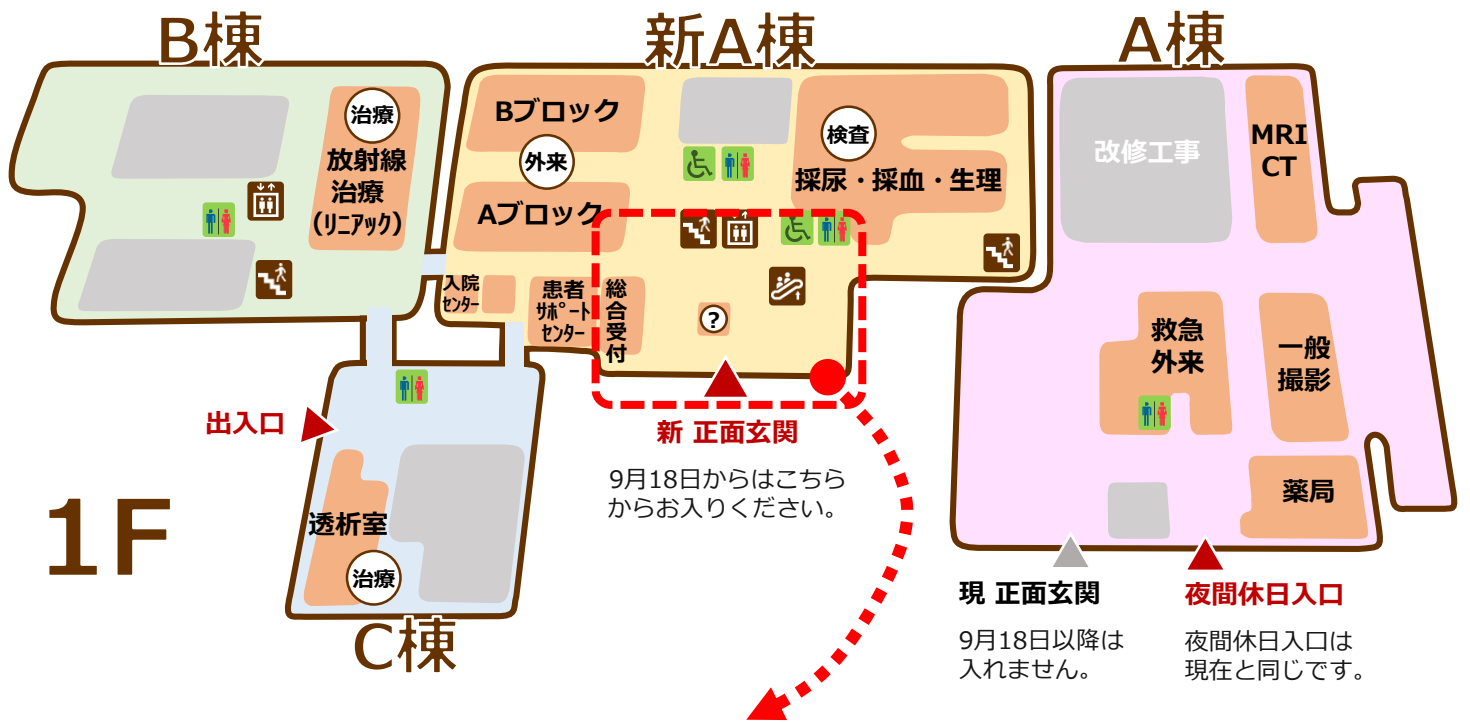 B棟
新A棟
A棟
治療
放射線
治療
(リニアック)
Bブロック
外来
Aブロック
検査
採尿・採血・生理
改修工事
MRI
CT
入院
センター
患者
サポート
センター
総合受付
?
救急
外来
一般
撮影
薬局
出入口
新 正面玄関
9月18日からはこちら
からお入りください。
1F
透析室
治療
C棟
現 正面玄関
9月18日以降は
入れません。
夜間休日入口
夜間休日入口は
現在と同じです。